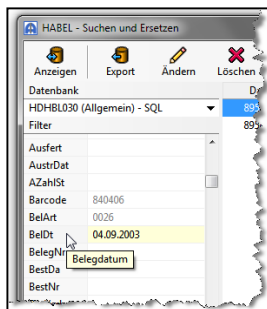 HABEL - Suchen und Ersetzen
Anzeigen Export Ändern Löschen
Datenbank
HDHBL030 (Allgemein) - SQL
Filter
Ausfert
AustrDat
AZahlSt
Barcode 840406
BelArt 0026
BelDt 04.09.2003
BelegNr
Belegdatum
BestDa
BestNr